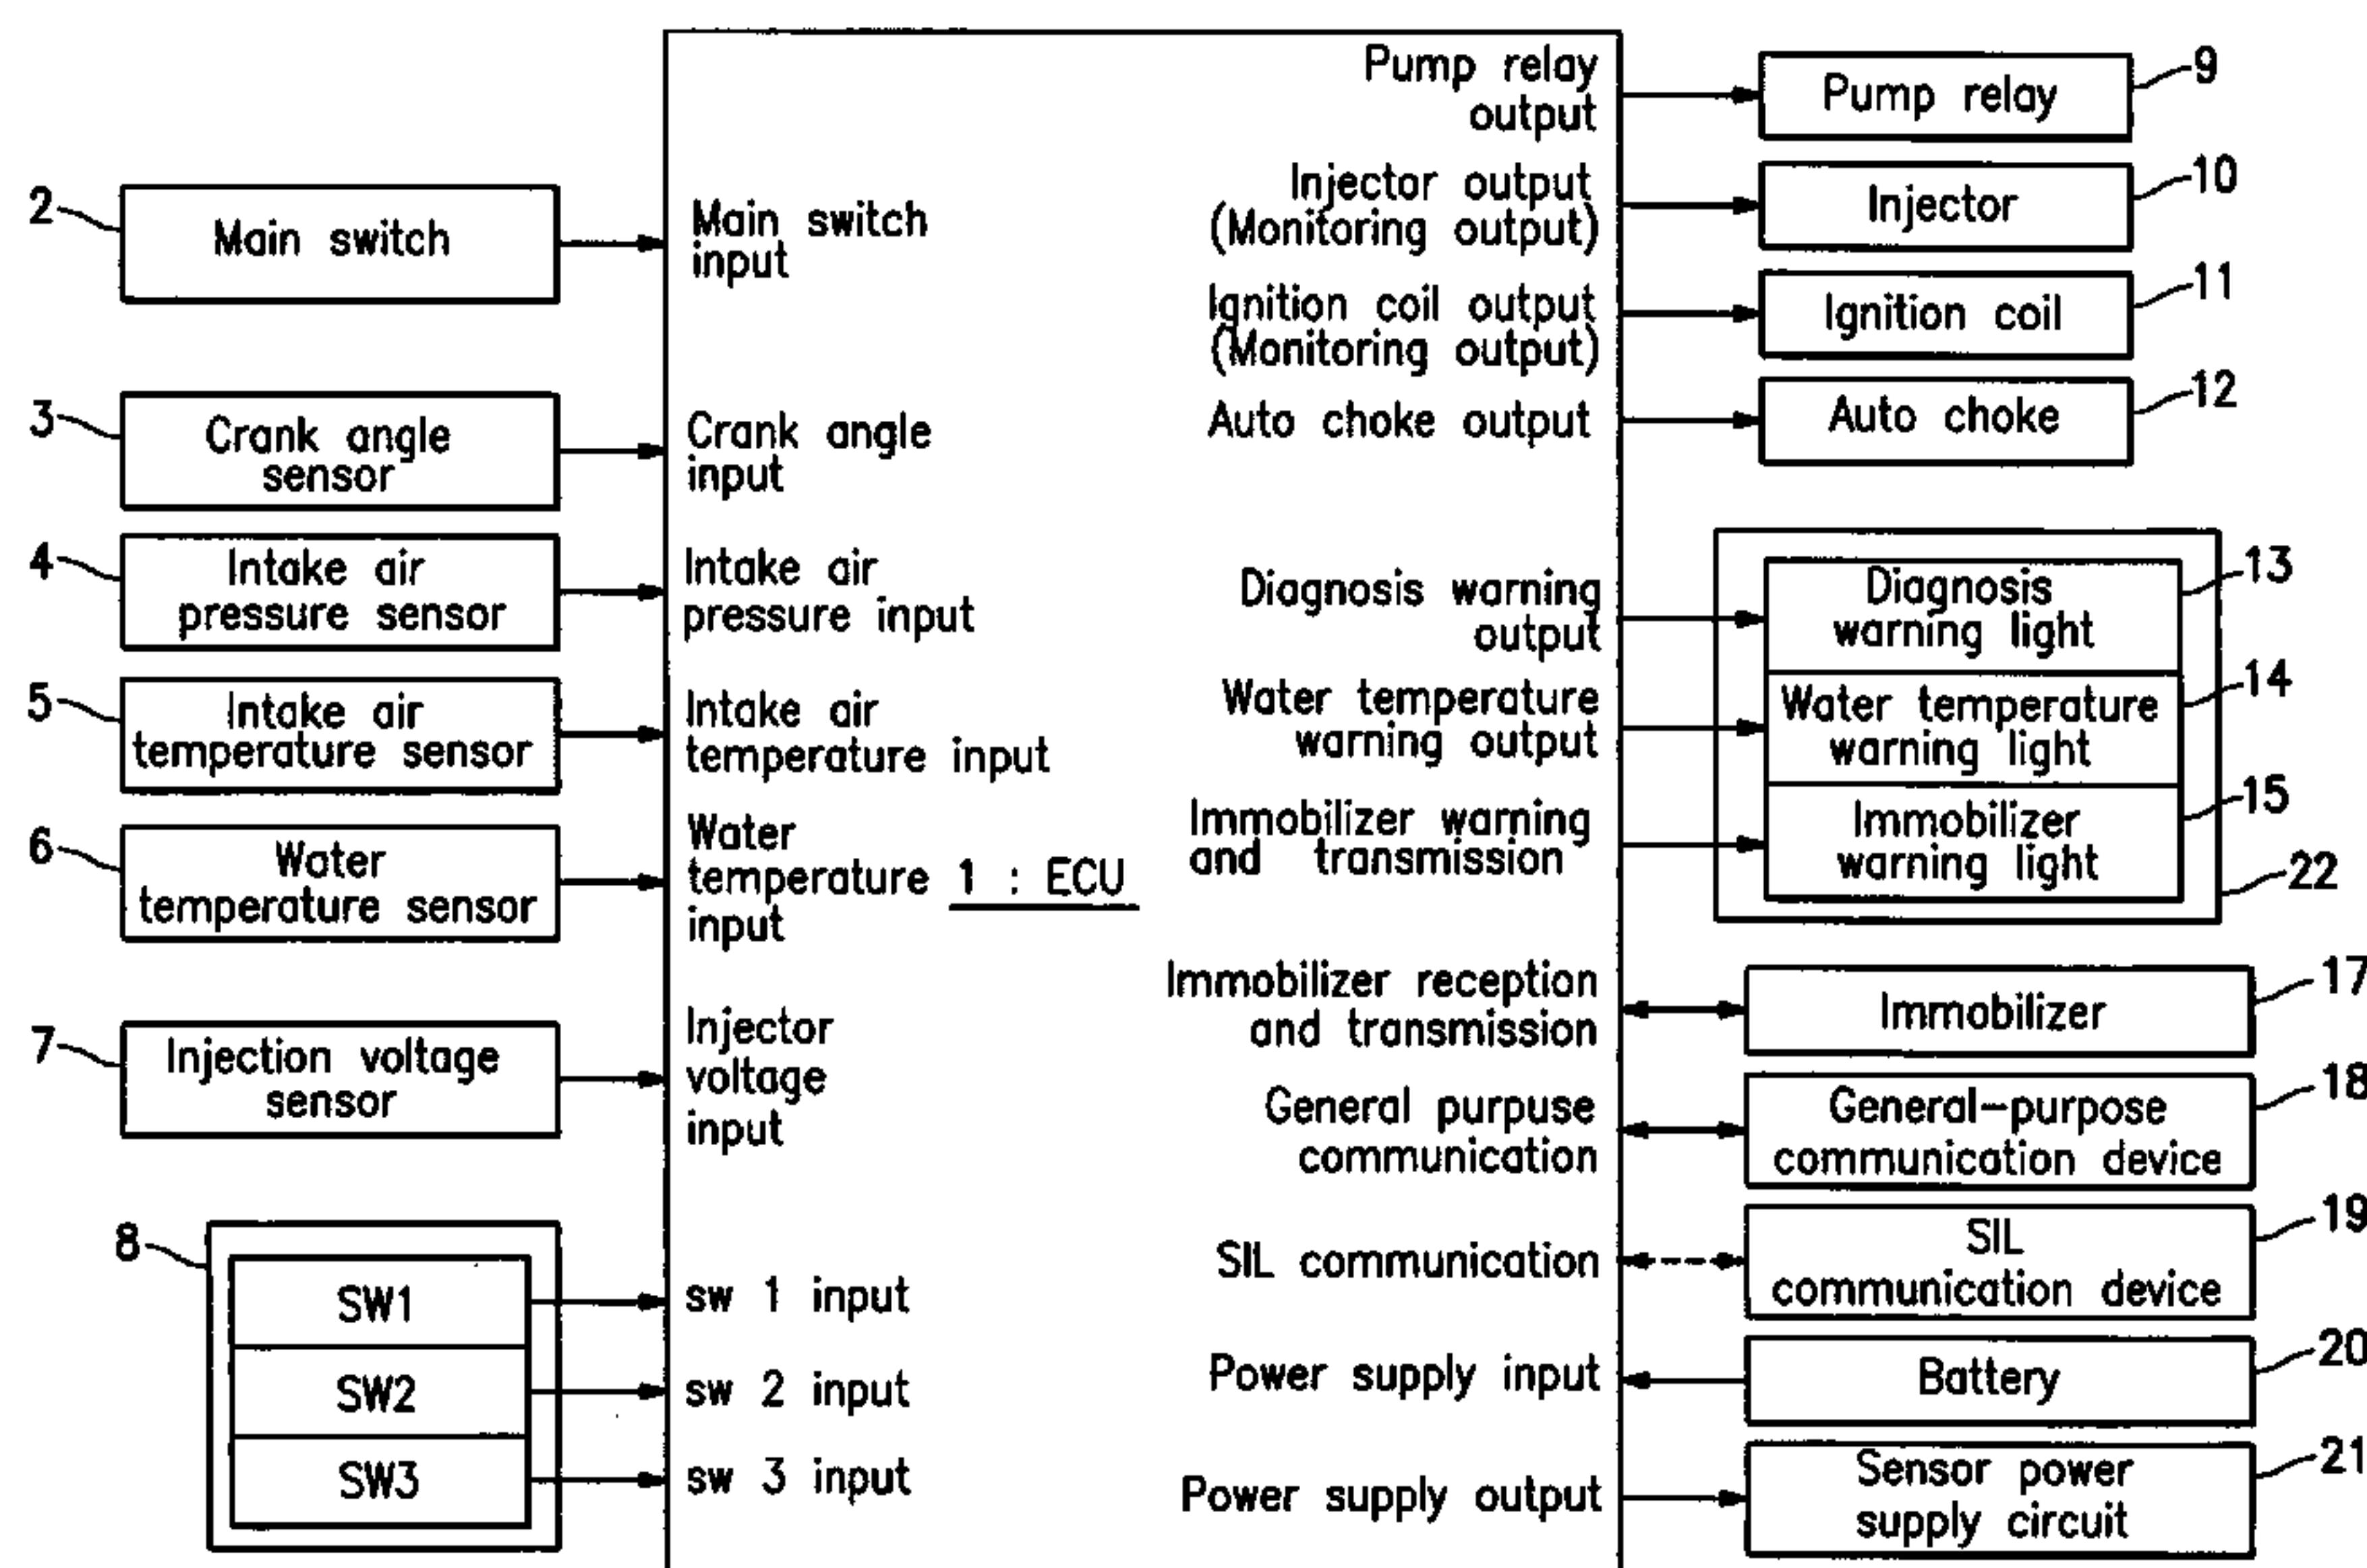 2
Main switch
3
Crank angle
sensor
4
Intake air
pressure sensor
5
Intake air
temperature sensor
6
Water
temperature sensor
7
Injection voltage
sensor
8
SW1
SW2
SW3
Main switch
input
Crank angle
input
Intake air
pressure input
Intake air
temperature input
Water
temperature
input
1 : ECU
Injector
voltage
input
sw 1 input
sw 2 input
sw 3 input
Pump relay
output
Injector output
(Monitoring output)
Ignition coil output
(Monitoring output)
Auto choke output
Diagnosis warning
output
Water temperature
warning output
Immobilizer warning
and transmission
Immobilizer reception
and transmission
General purpuse
communication
SIL communication
Power supply input
Power supply output
Pump relay
9
Injector
10
Ignition coil
11
Auto choke
12
Diagnosis
warning light
13
Water temperature
warning light
14
Immobilizer
warning light
15
22
Immobilizer
17
General-purpose
communication device
18
SIL
communication device
19
Battery
20
Sensor power
supply circuit
21